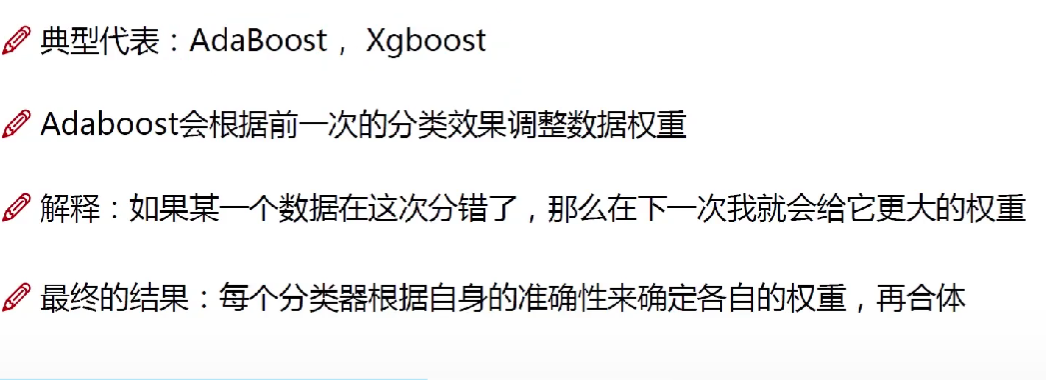 典型代表：AdaBoost， Xgboost
Adaboost会根据前一次的分类效果调整数据权重
解释：如果某一个数据在这次分错了，那么在下一次我就会给它更大的权重
最终的结果：每个分类器根据自身的准确性来确定各自的权重，再合体